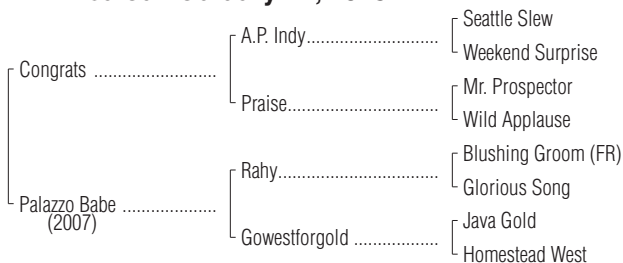 Seattle Slew
A.P. Indy..................................
Weekend Surprise
Congrats ..........................
Mr. Prospector
Praise......................................
Wild Applause
Blushing Groom (FR)
Rahy........................................
Glorious Song
Palazzo Babe ....................
(2007)
Java Gold
Gowestforgold ..................
Homestead West